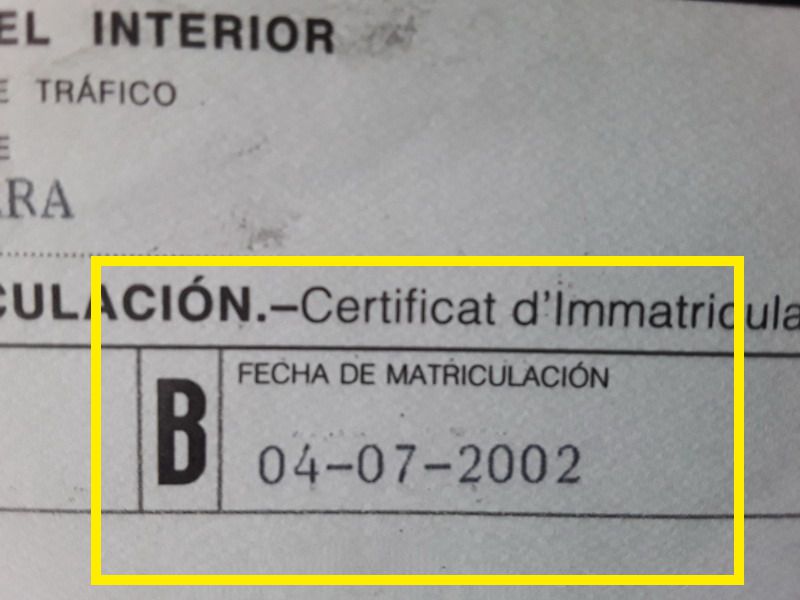 EL INTERIOR
E TRÁFICO
E
RA
CULACIÓN.–Certificat d'Immatricula
B
FECHA DE MATRICULACIÓN
04-07-2002